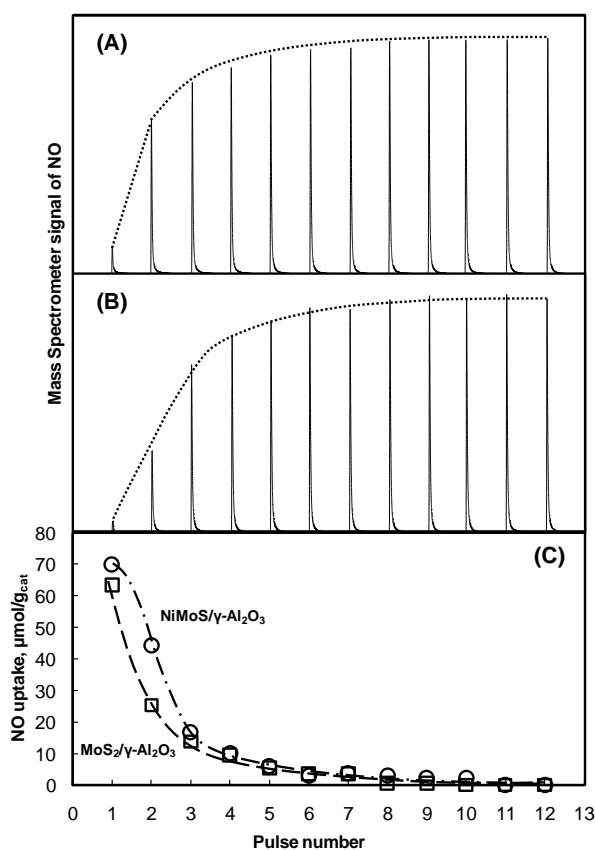 (A)
Mass Spectrometer signal of NO
(B)
(C)
80
70
60
50
40
30
20
10
0
NO uptake, μmol/g_cat
NiMoS/γ-Al₂O₃
MoS₂/γ-Al₂O₃
0 1 2 3 4 5 6 7 8 9 10 11 12 13
Pulse number